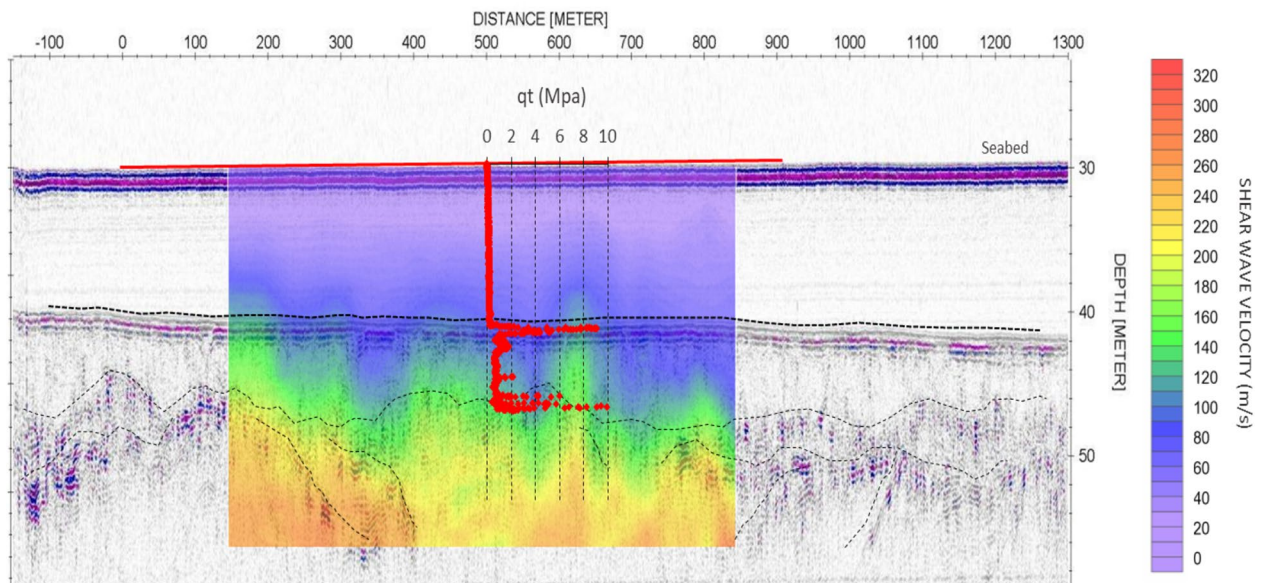 DISTANCE [METER]
-100 0 100 200 300 400 500 600 700 800 900 1000 1100 1200 1300
qt (Mpa)
0 2 4 6 8 10
Seabed
30
40
50
DEPTH [METER]
320
300
280
260
240
220
200
180
160
140
120
100
80
60
40
20
0
SHEAR WAVE VELOCITY (m/s)